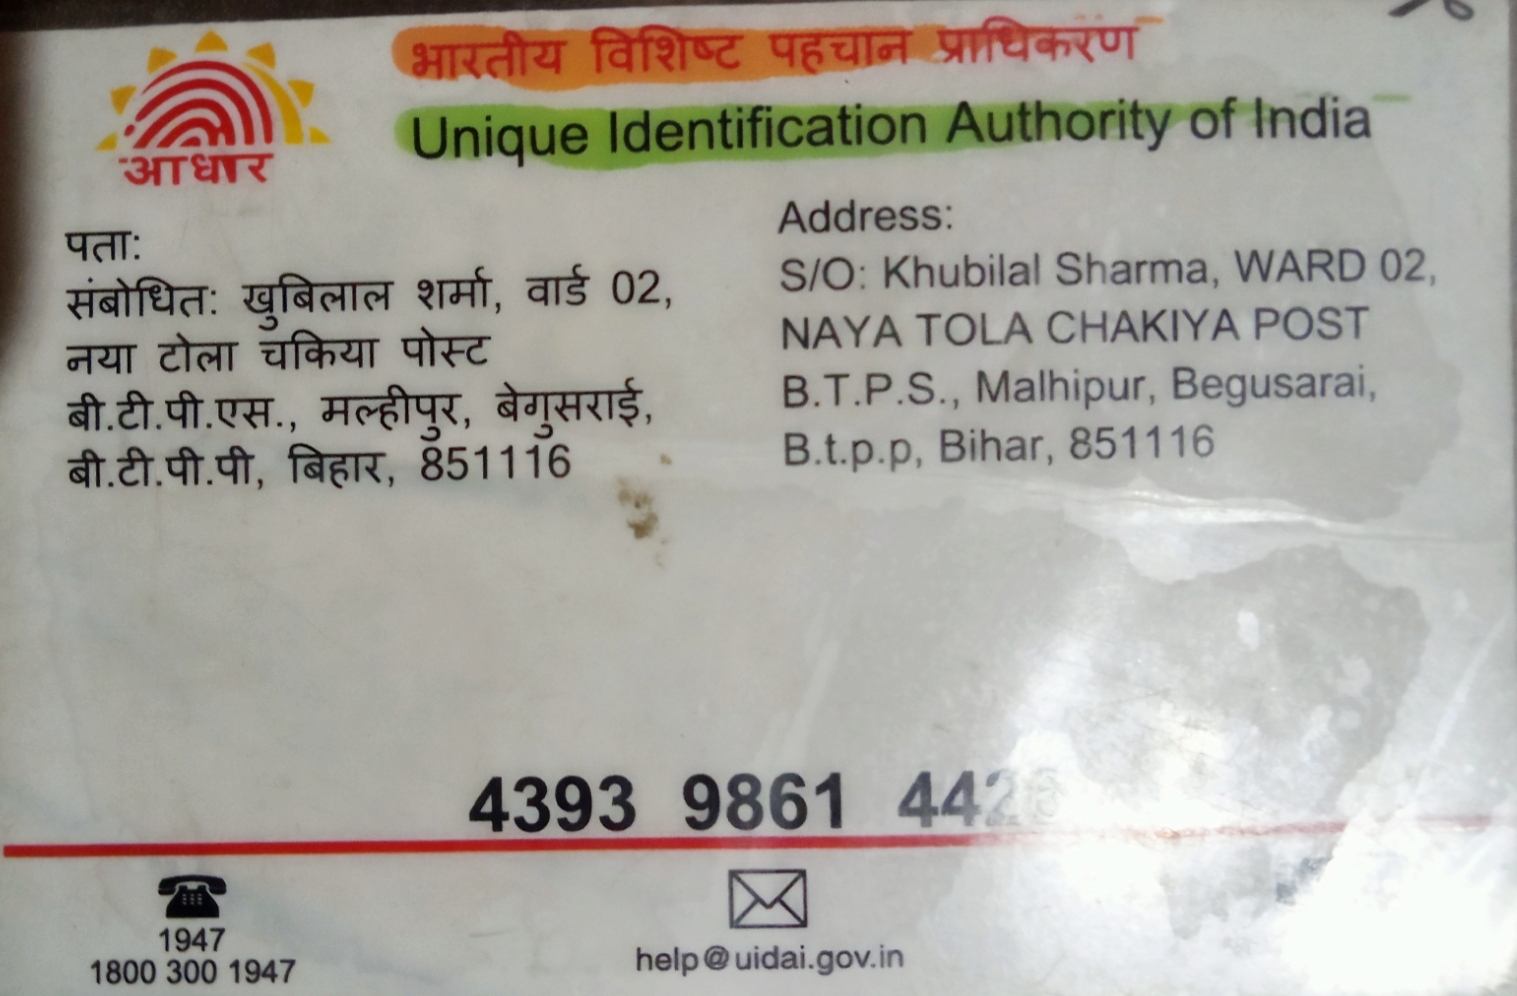 भारतीय विशिष्ट पहचान प्राधिकरण
Unique Identification Authority of India
आधार
पता:
संबोधित: खुबिलाल शर्मा, वार्ड 02,
नया टोला चकिया पोस्ट
बी.टी.पी.एस., मल्हीपुर, बेगुसराई,
बी.टी.पी.पी, बिहार, 851116
Address:
S/O: Khubilal Sharma, WARD 02,
NAYA TOLA CHAKIYA POST
B.T.P.S., Malhipur, Begusarai,
B.t.p.p, Bihar, 851116
4393 9861
1947
1800 300 1947
help@uidai.gov.in